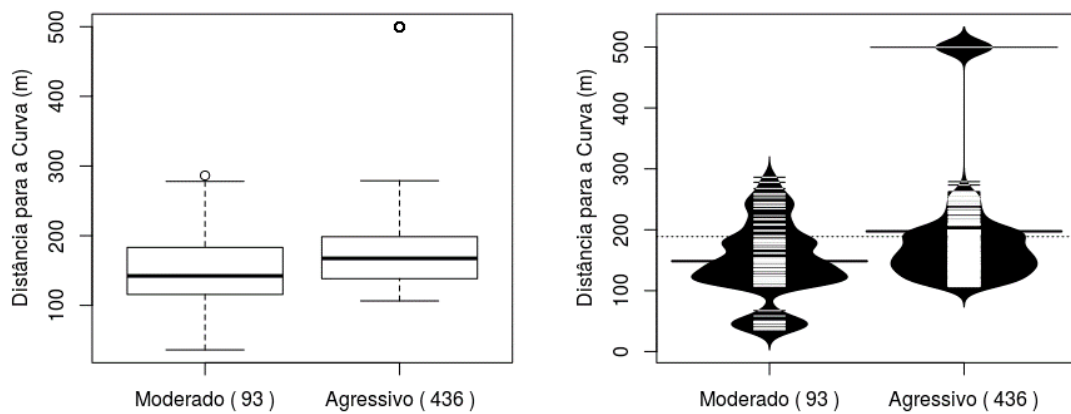 Distância para a Curva (m)
500
400
300
200
100
Moderado ( 93 )
Agressivo ( 436 )
Distância para a Curva (m)
500
400
300
200
100
0
Moderado ( 93 )
Agressivo ( 436 )